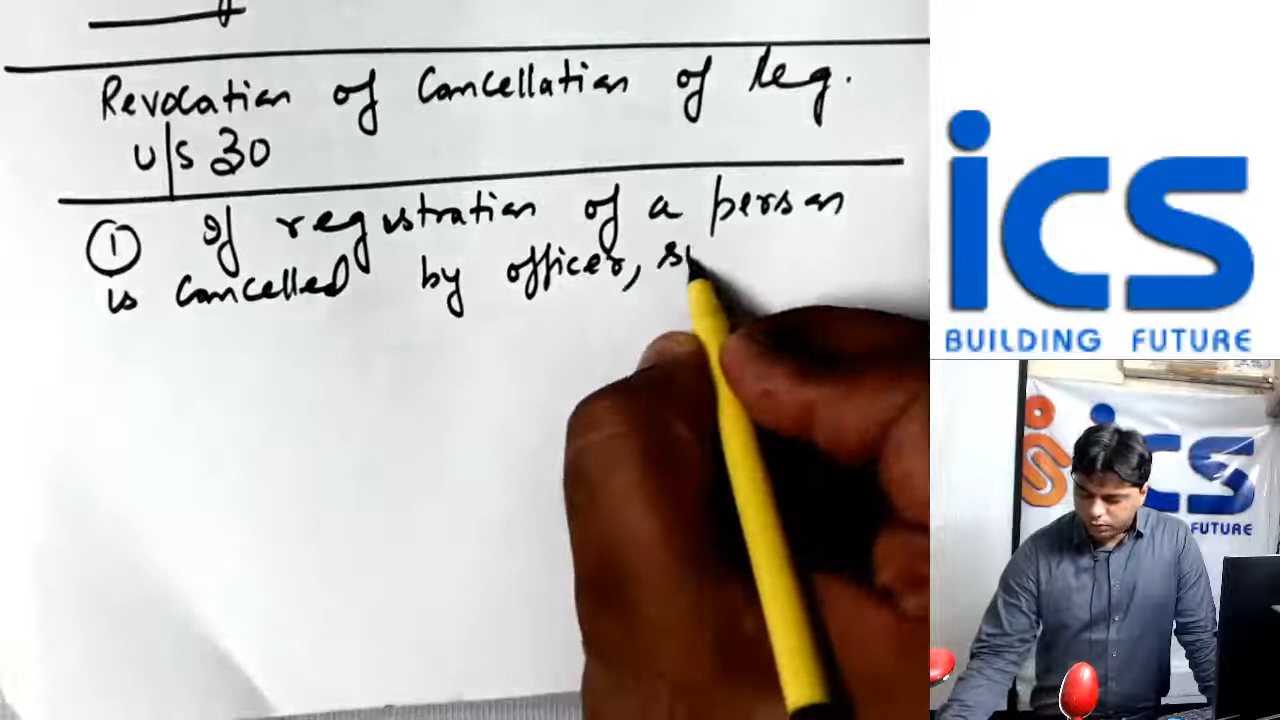 Revocation of Cancellation of Reg.
U|S 30
① If registration of a person
is cancelled by officer, su
ics
BUILDING FUTURE
ics
FUTURE